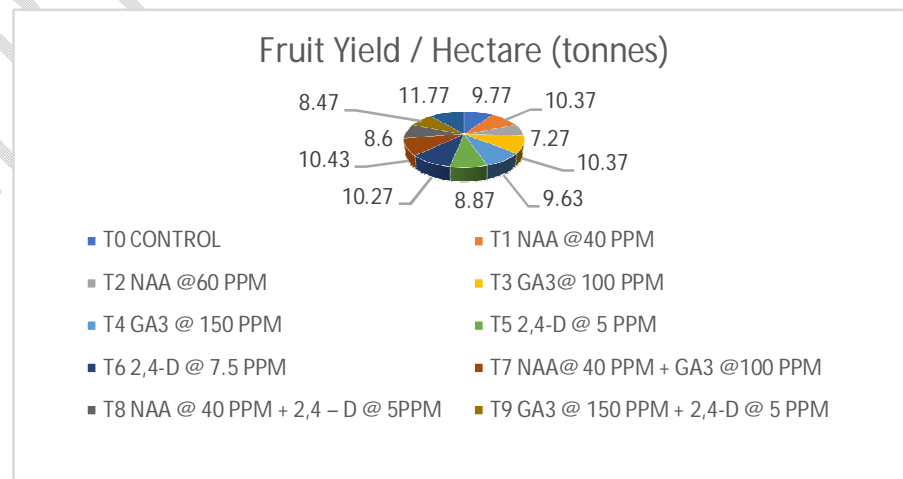 Fruit Yield / Hectare (tonnes)
8.47 11.77 9.77 10.37
8.6 7.27
10.43 10.37
10.27 8.87 9.63
T0 CONTROL T1 NAA @40 PPM
T2 NAA @60 PPM T3 GA3@ 100 PPM
T4 GA3 @ 150 PPM T5 2,4-D @ 5 PPM
T6 2,4-D @ 7.5 PPM T7 NAA@ 40 PPM + GA3 @100 PPM
T8 NAA @ 40 PPM + 2,4 – D @ 5PPM T9 GA3 @ 150 PPM + 2,4-D @ 5 PPM